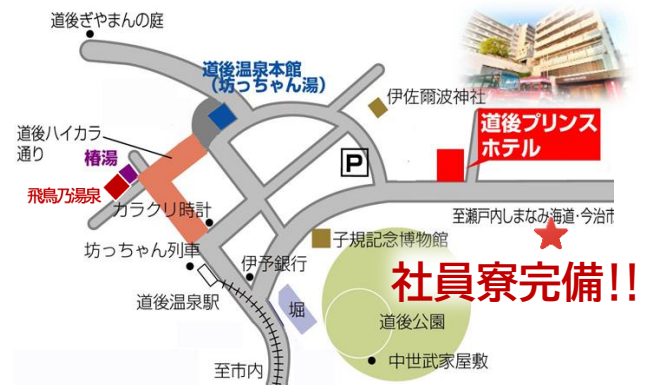 道後ぎやまんの庭
道後温泉本館
(坊っちゃん湯)
伊佐爾波神社
道後プリンス
ホテル
道後ハイカラ
通り
椿湯
P
飛鳥乃湯泉
カラクリ時計
至瀬戸内しまなみ海道・今治市
子規記念博物館
坊っちゃん列車
伊予銀行
社員寮完備!!
道後温泉駅
堀
道後公園
中世武家屋敷
至市内